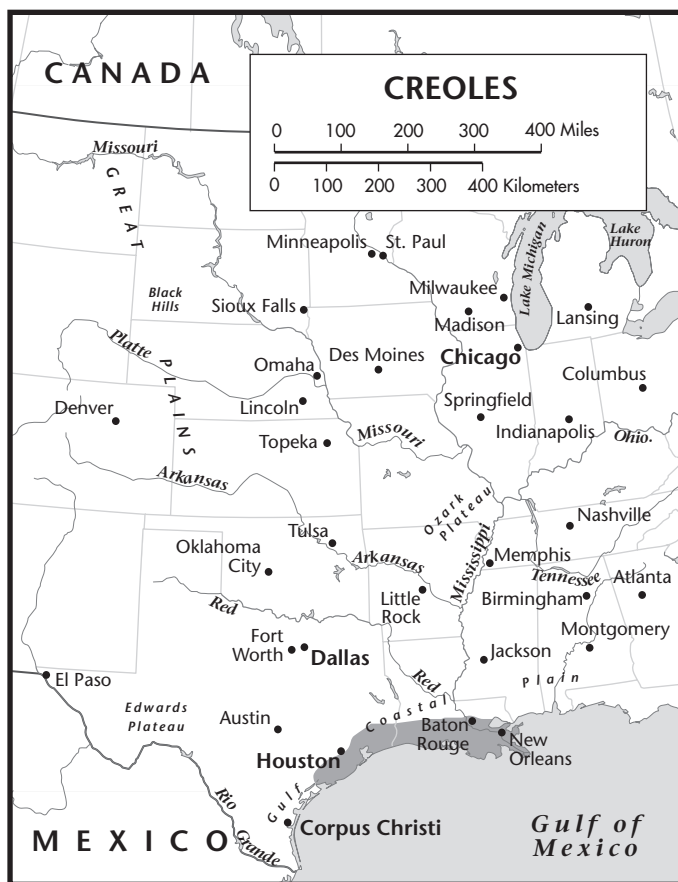 CANADA
CREOLES
0 100 200 300 400 Miles
0 100 200 300 400 Kilometers
Missouri
GREAT
Lake
Huron
Minneapolis
St. Paul
Lake Michigan
Black
Hills
Milwaukee
Sioux Falls
Madison
Lansing
Platte
PLAINS
Des Moines
Chicago
Omaha
Columbus
Denver
Lincoln
Springfield
Missouri
Indianapolis
Ohio.
Topeka
Arkansas
Ozark
Plateau
Mississippi
Nashville
Tulsa
Oklahoma
City
Arkansas
Memphis
Tennessee
Atlanta
Little
Rock
Birmingham
Red
Fort
Worth
Dallas
Montgomery
Jackson
Red
Plain
El Paso
Coastal
Edwards
Plateau
Austin
Baton
Rouge
New
Orleans
Houston
Gulf
Rio
Grande
Corpus Christi
MEXICO
Gulf of
Mexico